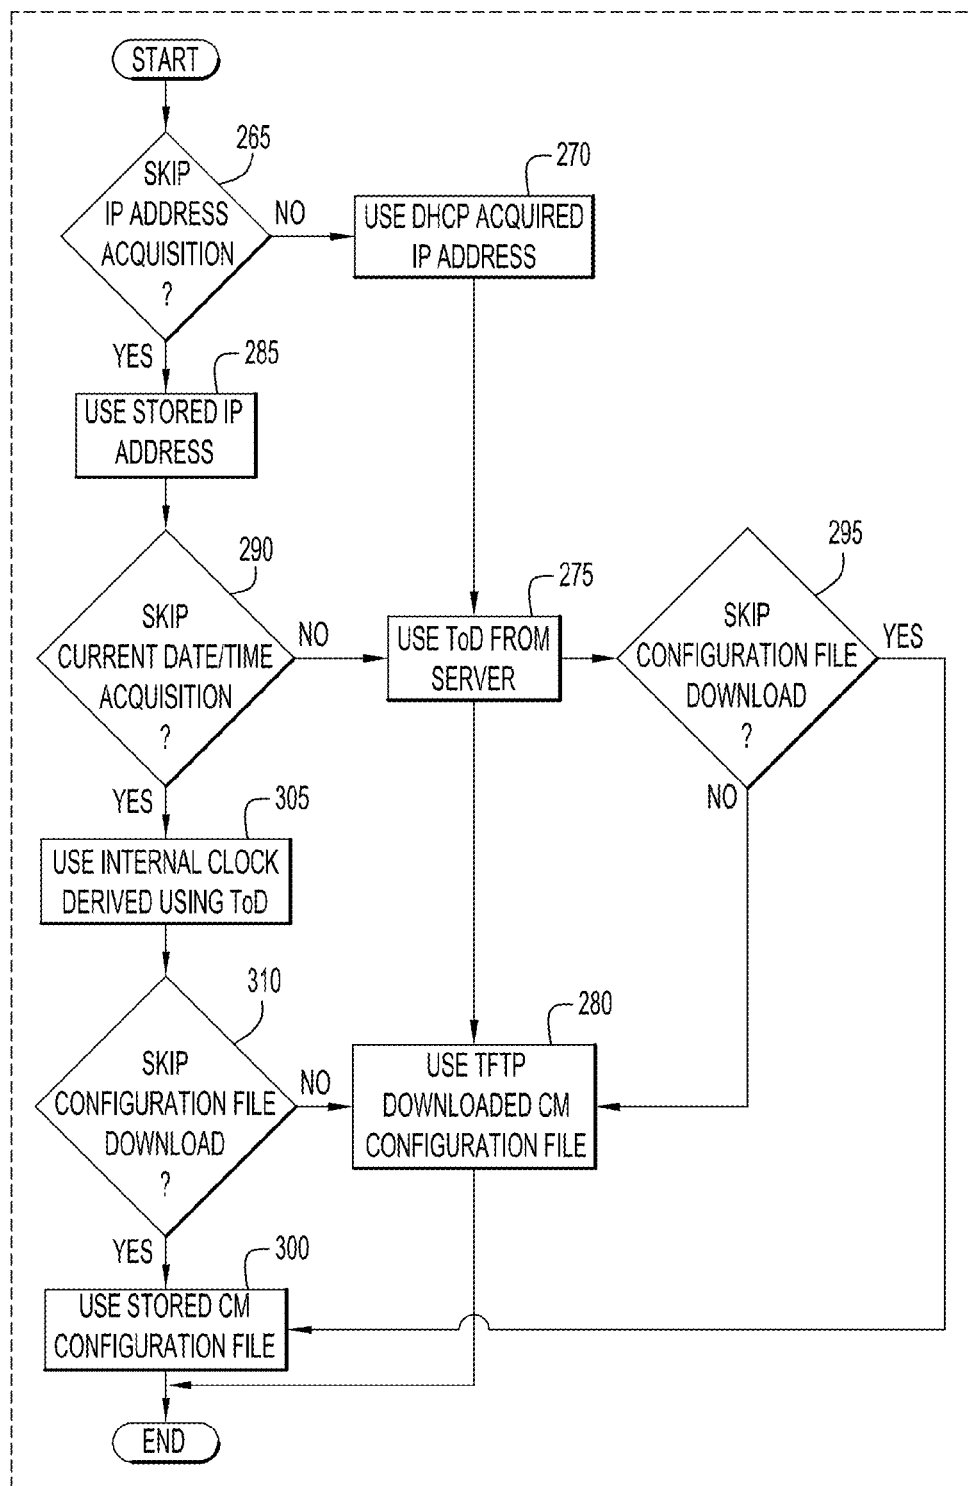 START
265
SKIP
IP ADDRESS
ACQUISITION
?
NO
270
USE DHCP ACQUIRED
IP ADDRESS
YES
285
USE STORED IP
ADDRESS
290
SKIP
CURRENT DATE/TIME
ACQUISITION
?
NO
275
USE ToD FROM
SERVER
295
SKIP
CONFIGURATION FILE
DOWNLOAD
?
YES
NO
YES
305
USE INTERNAL CLOCK
DERIVED USING ToD
310
SKIP
CONFIGURATION FILE
DOWNLOAD
?
NO
280
USE TFTP
DOWNLOADED CM
CONFIGURATION FILE
YES
300
USE STORED CM
CONFIGURATION FILE
END